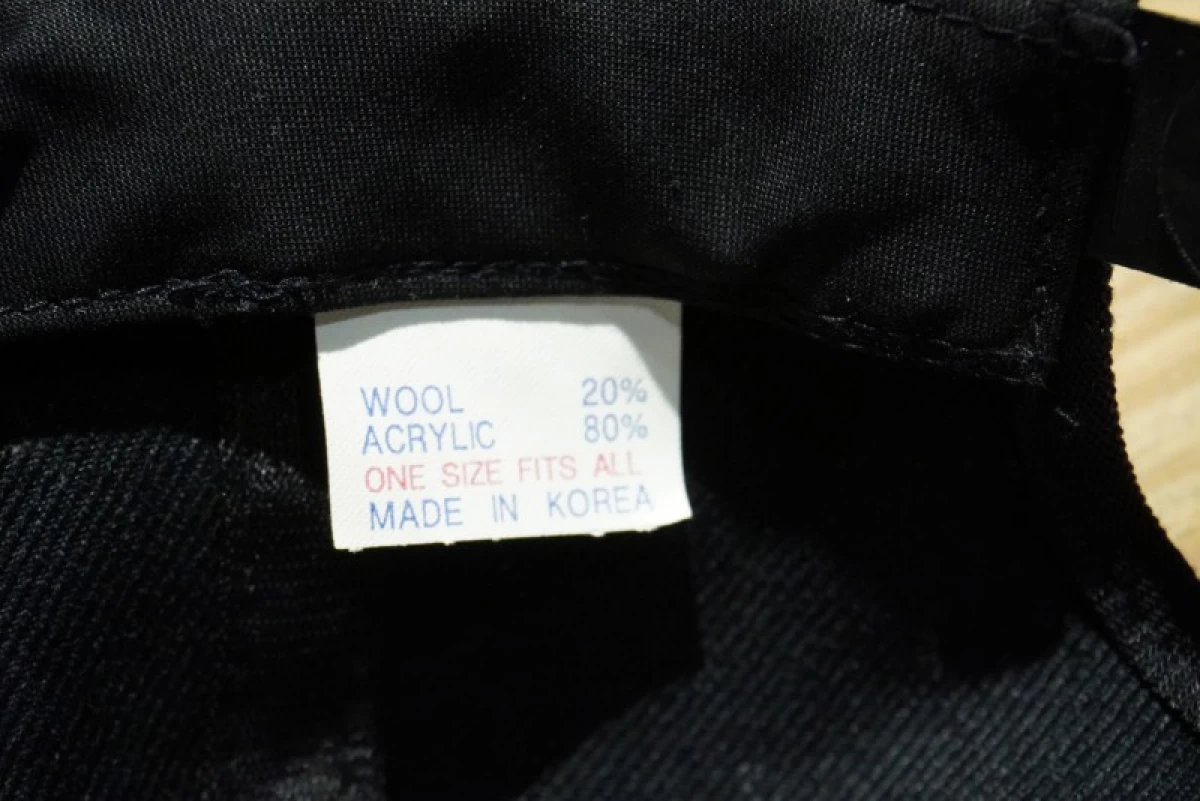 WOOL 20%
ACRYLIC 80%
ONE SIZE FITS ALL
MADE IN KOREA